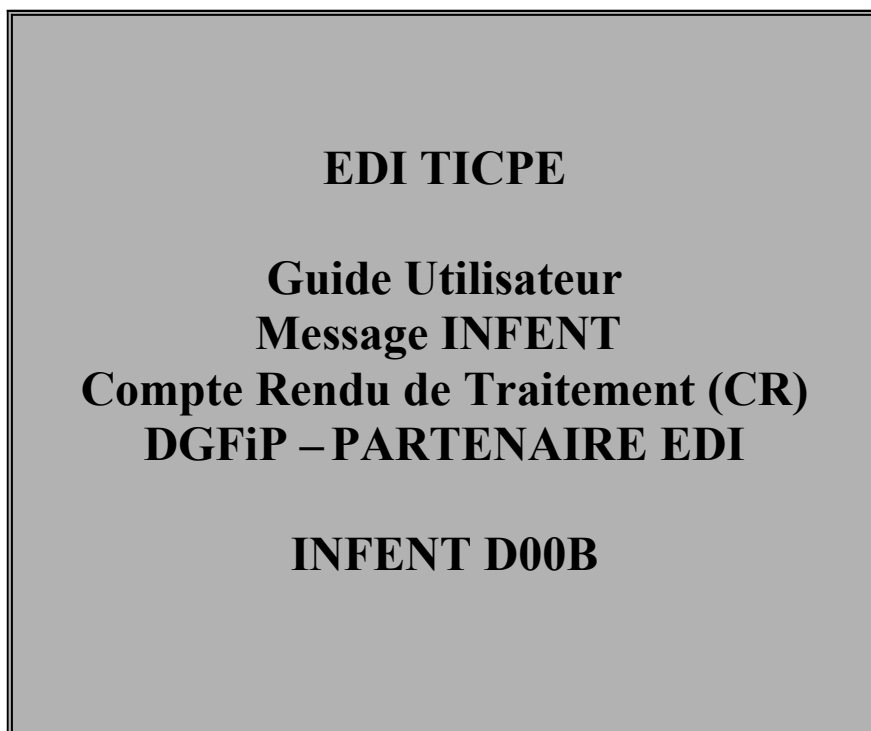 EDI TICPE
Guide Utilisateur
Message INFENT
Compte Rendu de Traitement (CR)
DGFiP – PARTENAIRE EDI
INFENT D00B